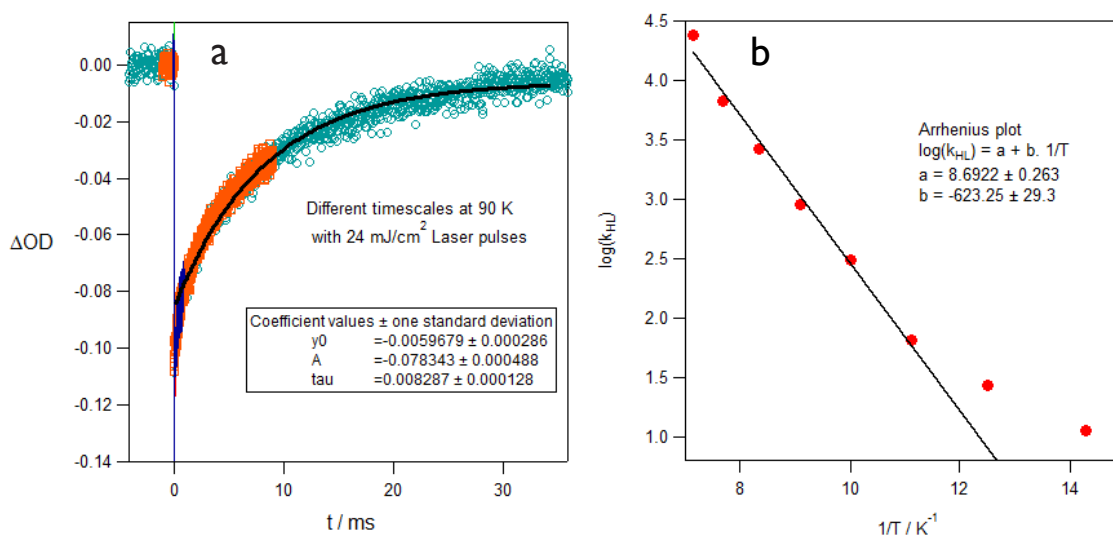 a
0.00
-0.02
-0.04
-0.06
-0.08
-0.10
-0.12
-0.14
ΔOD
Different timescales at 90 K
with 24 mJ/cm² Laser pulses
Coefficient values ± one standard deviation
y0 =-0.0059679 ± 0.000286
A =-0.078343 ± 0.000488
tau =0.008287 ± 0.000128
0 10 20 30
t / ms
b
4.5
4.0
3.5
3.0
2.5
2.0
1.5
1.0
log(k_HL)
Arrhenius plot
log(k_HL) = a + b. 1/T
a = 8.6922 ± 0.263
b = -623.25 ± 29.3
8 10 12 14
1/T / K⁻¹